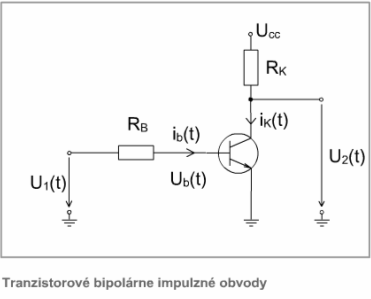 Ucc
RK
RB
ib(t)
iK(t)
U1(t)
Ub(t)
U2(t)
Tranzistorové bipolárne impulzné obvody